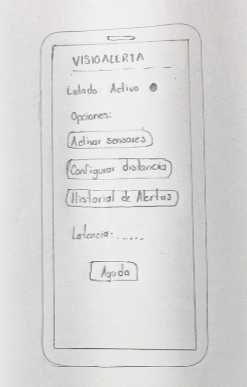 VISIOALERTA
Estado: Activo
Opciones:
Activar sensores
Configurar distancia
Historial de Alertas
Latencia: .....
Ayuda